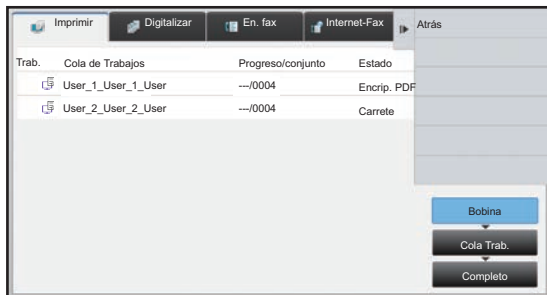 Imprimir Digitalizar En. fax Internet-Fax Atrás
Trab. Cola de Trabajos Progreso/conjunto Estado
User_1_User_1_User ---/0004 Encrip. PDF
User_2_User_2_User ---/0004 Carrete
Bobina
Cola Trab.
Completo